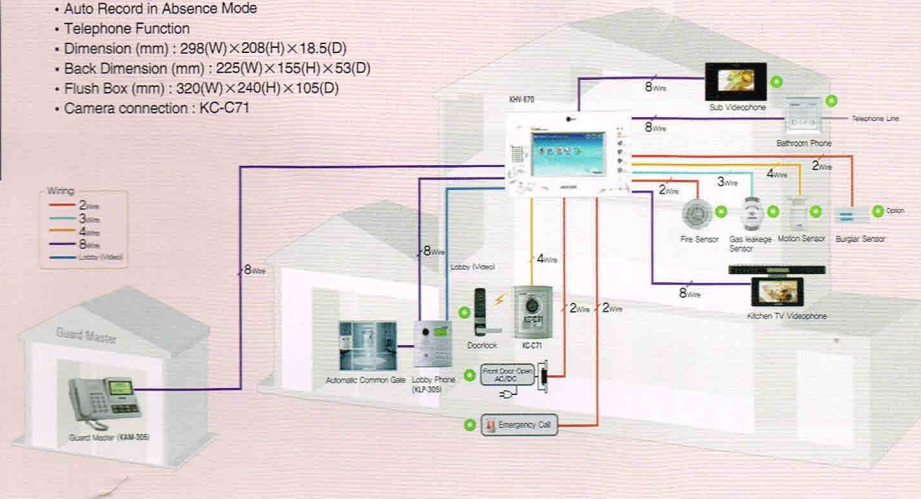 • Auto Record in Absence Mode
• Telephone Function
• Dimension (mm) : 298(W)×208(H)×18.5(D)
• Back Dimension (mm) : 225(W)×155(H)×53(D)
• Flush Box (mm) : 320(W)×240(H)×105(D)
• Camera connection : KC-C71
KHV-870
8Wire
Sub Videophone
8Wire
Telephone Line
Bathroom Phone
2Wire
4Wire
3Wire
2Wire
Option
Fire Sensor
Gas leakege
Sensor
Motion Sensor
Burglar Sensor
8Wire
Kitchen TV Videophone
Wiring
2Wire
3Wire
4Wire
8Wire
Lobby (Video)
8Wire
8Wire
Lobby (Video)
4Wire
2Wire
2Wire
KC-C71
Doorlock
KC-C71
Automatic Common Gate
Lobby Phone
(KLP-305)
Front Door Open
AC/DC
Emergency Call
Guard Master
Guard Master (KAM-305)